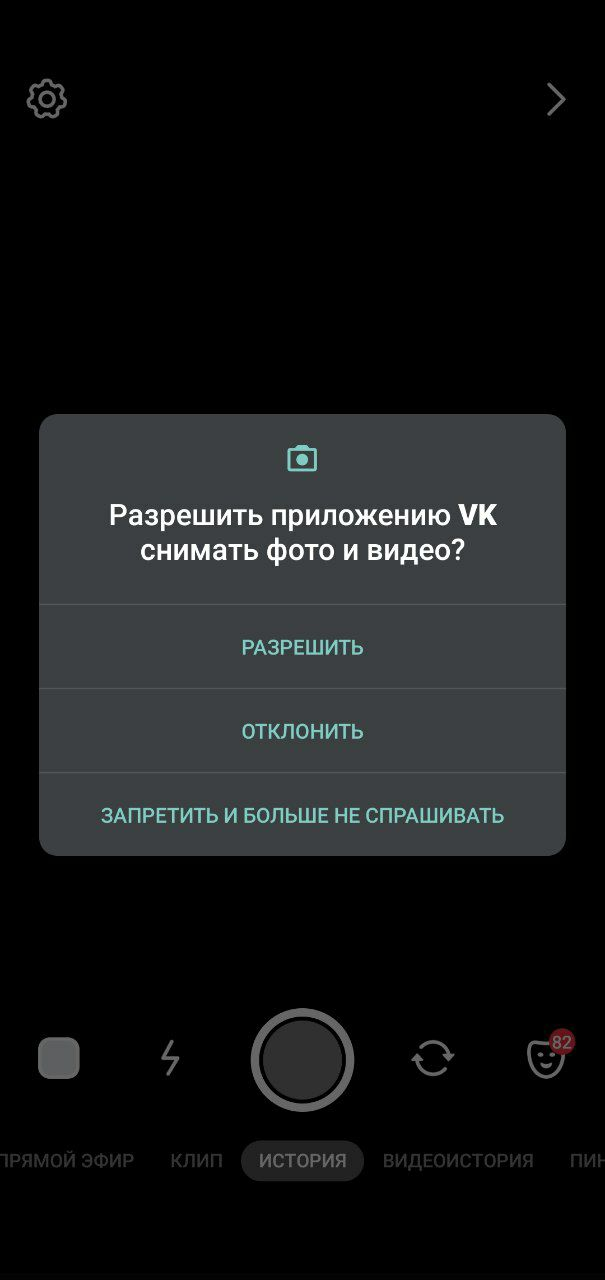 Разрешить приложению VK
снимать фото и видео?
РАЗРЕШИТЬ
ОТКЛОНИТЬ
ЗАПРЕТИТЬ И БОЛЬШЕ НЕ СПРАШИВАТЬ
82
ПРЯМОЙ ЭФИР КЛИП ИСТОРИЯ ВИДЕОИСТОРИЯ